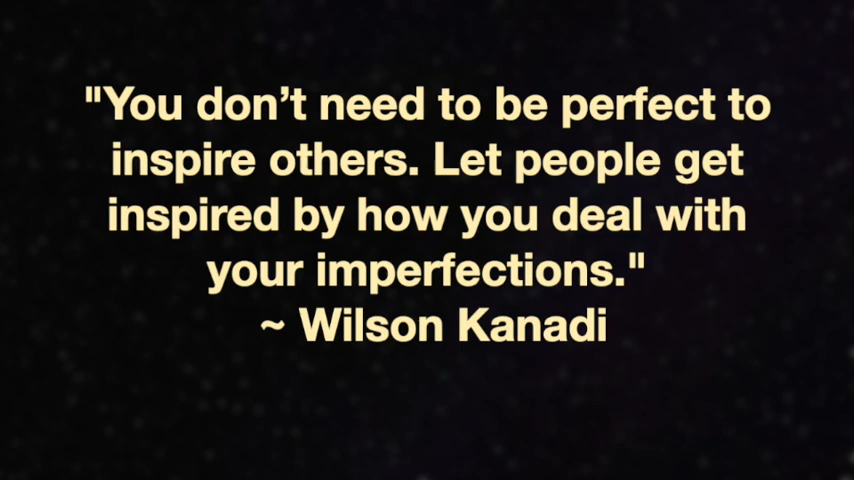 "You don’t need to be perfect to
inspire others. Let people get
inspired by how you deal with
your imperfections."
~ Wilson Kanadi